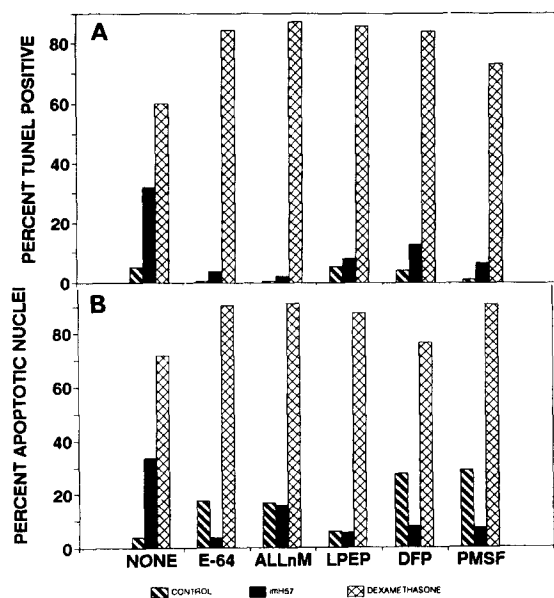 A
PERCENT TUNEL POSITIVE
80
60
40
20
0
B
PERCENT APOPTOTIC NUCLEI
80
60
40
20
0
NONE E-64 ALLnM LPEP DFP PMSF
CONTROL imH57 DEXAMETHASONE